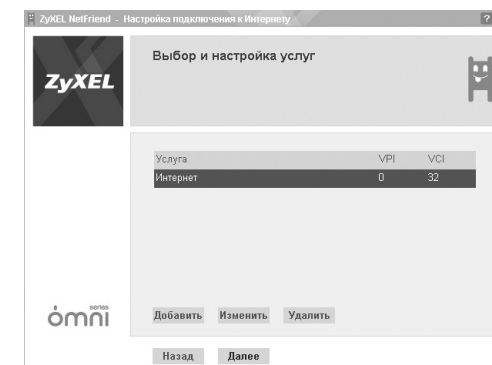 ZyXEL NetFriend - Настройка подключения к Интернету ?
ZyXEL
Выбор и настройка услуг
Услуга VPI VCI
Интернет 0 32
omni series
Добавить Изменить Удалить
Назад Далее